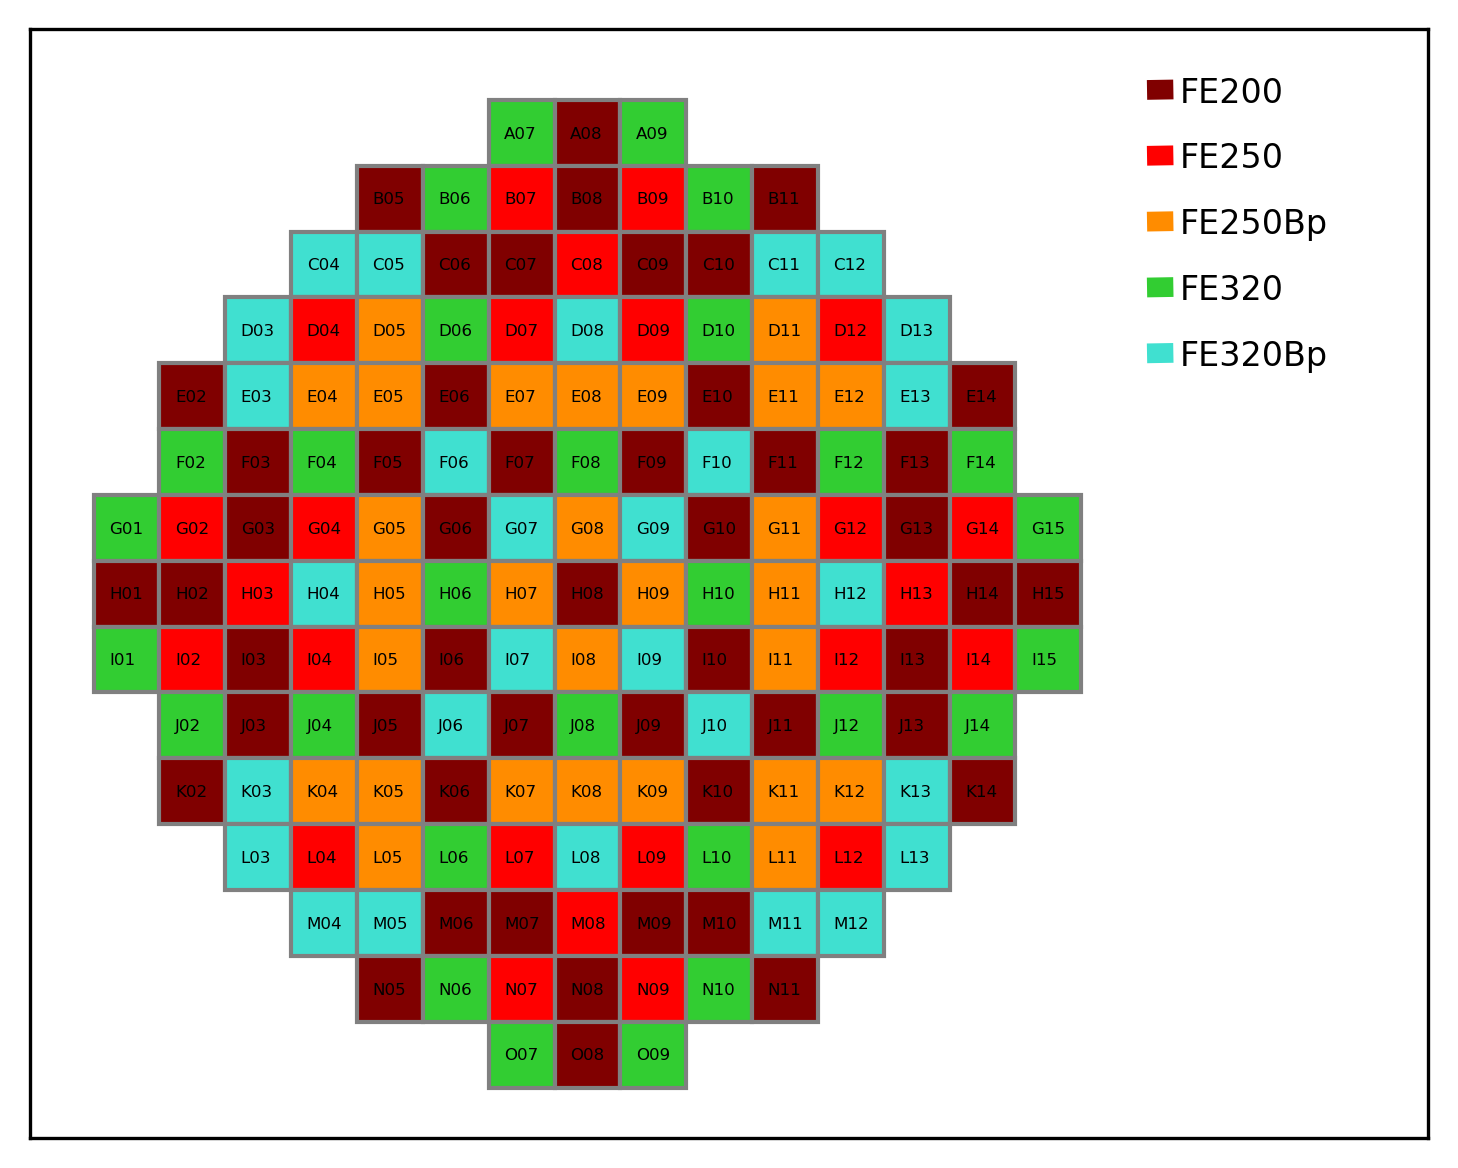 FE200
A07 A08 A09
FE250
B05 B06 B07 B08 B09 B10 B11
FE250Bp
C04 C05 C06 C07 C08 C09 C10 C11 C12
FE320
D03 D04 D05 D06 D07 D08 D09 D10 D11 D12 D13
FE320Bp
E02 E03 E04 E05 E06 E07 E08 E09 E10 E11 E12 E13 E14
F02 F03 F04 F05 F06 F07 F08 F09 F10 F11 F12 F13 F14
G01 G02 G03 G04 G05 G06 G07 G08 G09 G10 G11 G12 G13 G14 G15
H01 H02 H03 H04 H05 H06 H07 H08 H09 H10 H11 H12 H13 H14 H15
I01 I02 I03 I04 I05 I06 I07 I08 I09 I10 I11 I12 I13 I14 I15
J02 J03 J04 J05 J06 J07 J08 J09 J10 J11 J12 J13 J14
K02 K03 K04 K05 K06 K07 K08 K09 K10 K11 K12 K13 K14
L03 L04 L05 L06 L07 L08 L09 L10 L11 L12 L13
M04 M05 M06 M07 M08 M09 M10 M11 M12
N05 N06 N07 N08 N09 N10 N11
O07 O08 O09